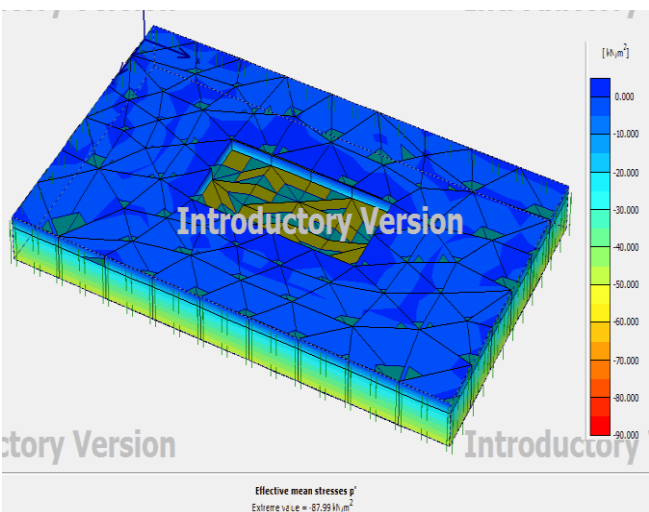 ctory Version
Introductory
[kN/m²]
x
0.000
-10.000
-20.000
-30.000
-40.000
-50.000
-60.000
-70.000
-80.000
-90.000
Introductory Version
ctory Version
Introductory
Effective mean stresses p'
Extreme value = -87.99 kN/m²